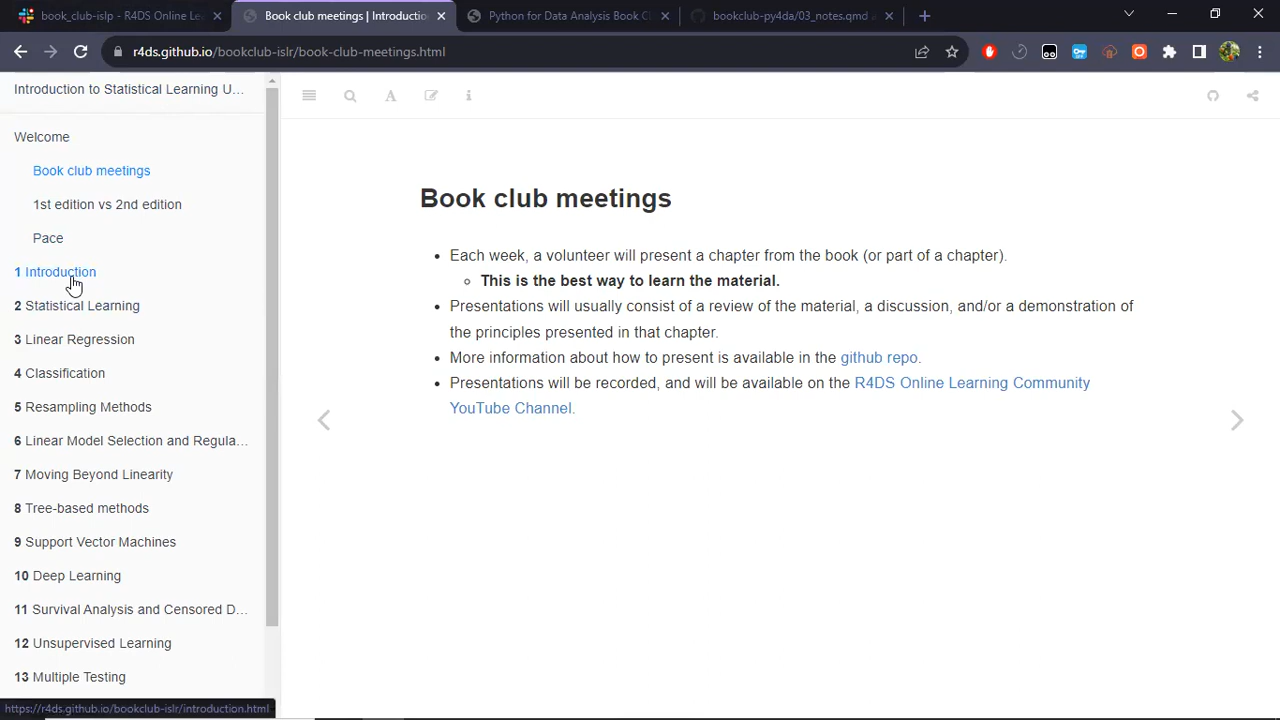 book_club-islp - R4DS Online Le
Book club meetings | Introductio
Python for Data Analysis Book Cl
bookclub-py4da/03_notes.qmd
r4ds.github.io/bookclub-islr/book-club-meetings.html
Introduction to Statistical Learning U...
Welcome
Book club meetings
1st edition vs 2nd edition
Pace
1 Introduction
2 Statistical Learning
3 Linear Regression
4 Classification
5 Resampling Methods
6 Linear Model Selection and Regula...
7 Moving Beyond Linearity
8 Tree-based methods
9 Support Vector Machines
10 Deep Learning
11 Survival Analysis and Censored D...
12 Unsupervised Learning
13 Multiple Testing
https://r4ds.github.io/bookclub-islr/introduction.html
Book club meetings
• Each week, a volunteer will present a chapter from the book (or part of a chapter).
◦ This is the best way to learn the material.
• Presentations will usually consist of a review of the material, a discussion, and/or a demonstration of
the principles presented in that chapter.
• More information about how to present is available in the github repo.
• Presentations will be recorded, and will be available on the R4DS Online Learning Community
YouTube Channel.